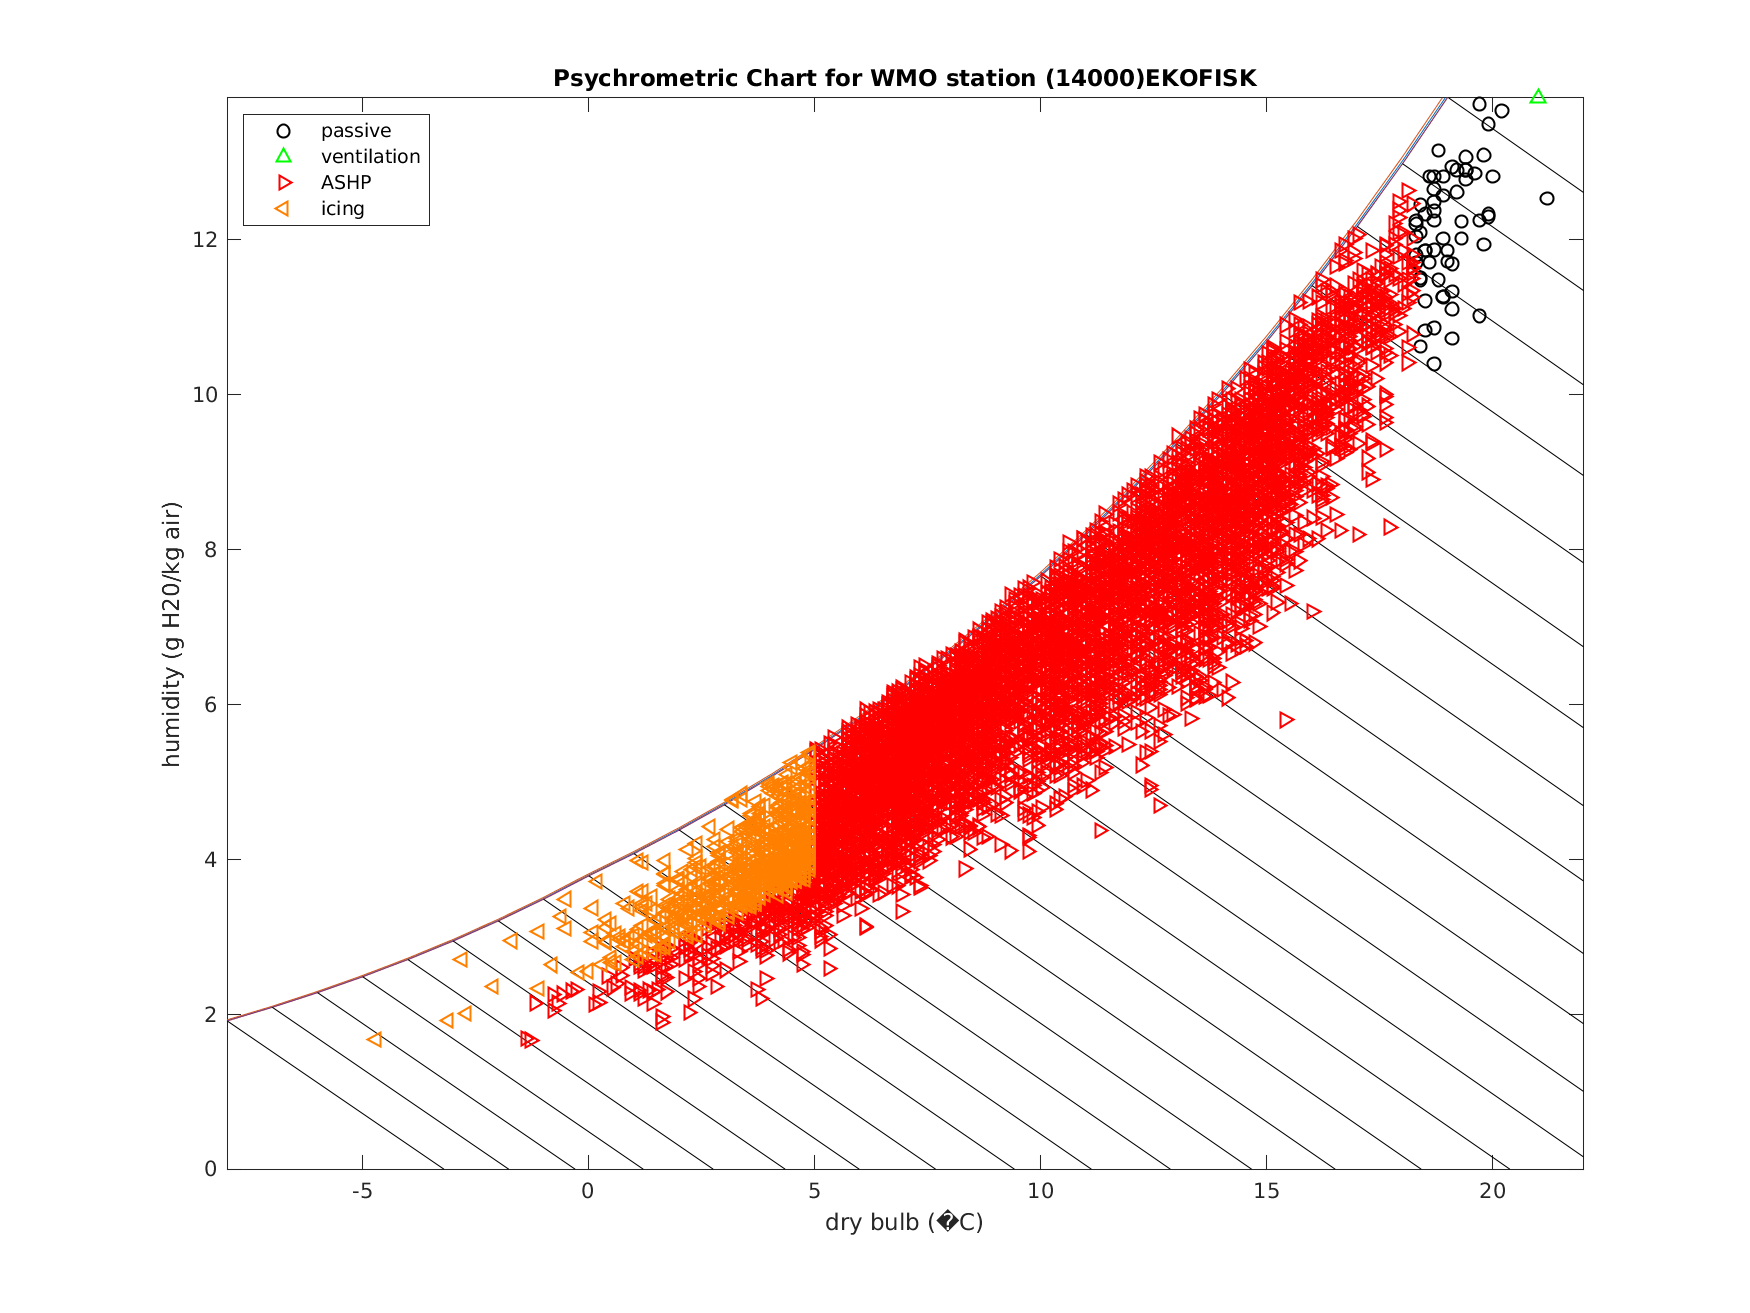 Psychrometric Chart for WMO station (14000)EKOFISK
passive
ventilation
ASHP
icing
humidity (g H20/kg air)
12
10
8
6
4
2
0
-5 0 5 10 15 20
dry bulb (�C)